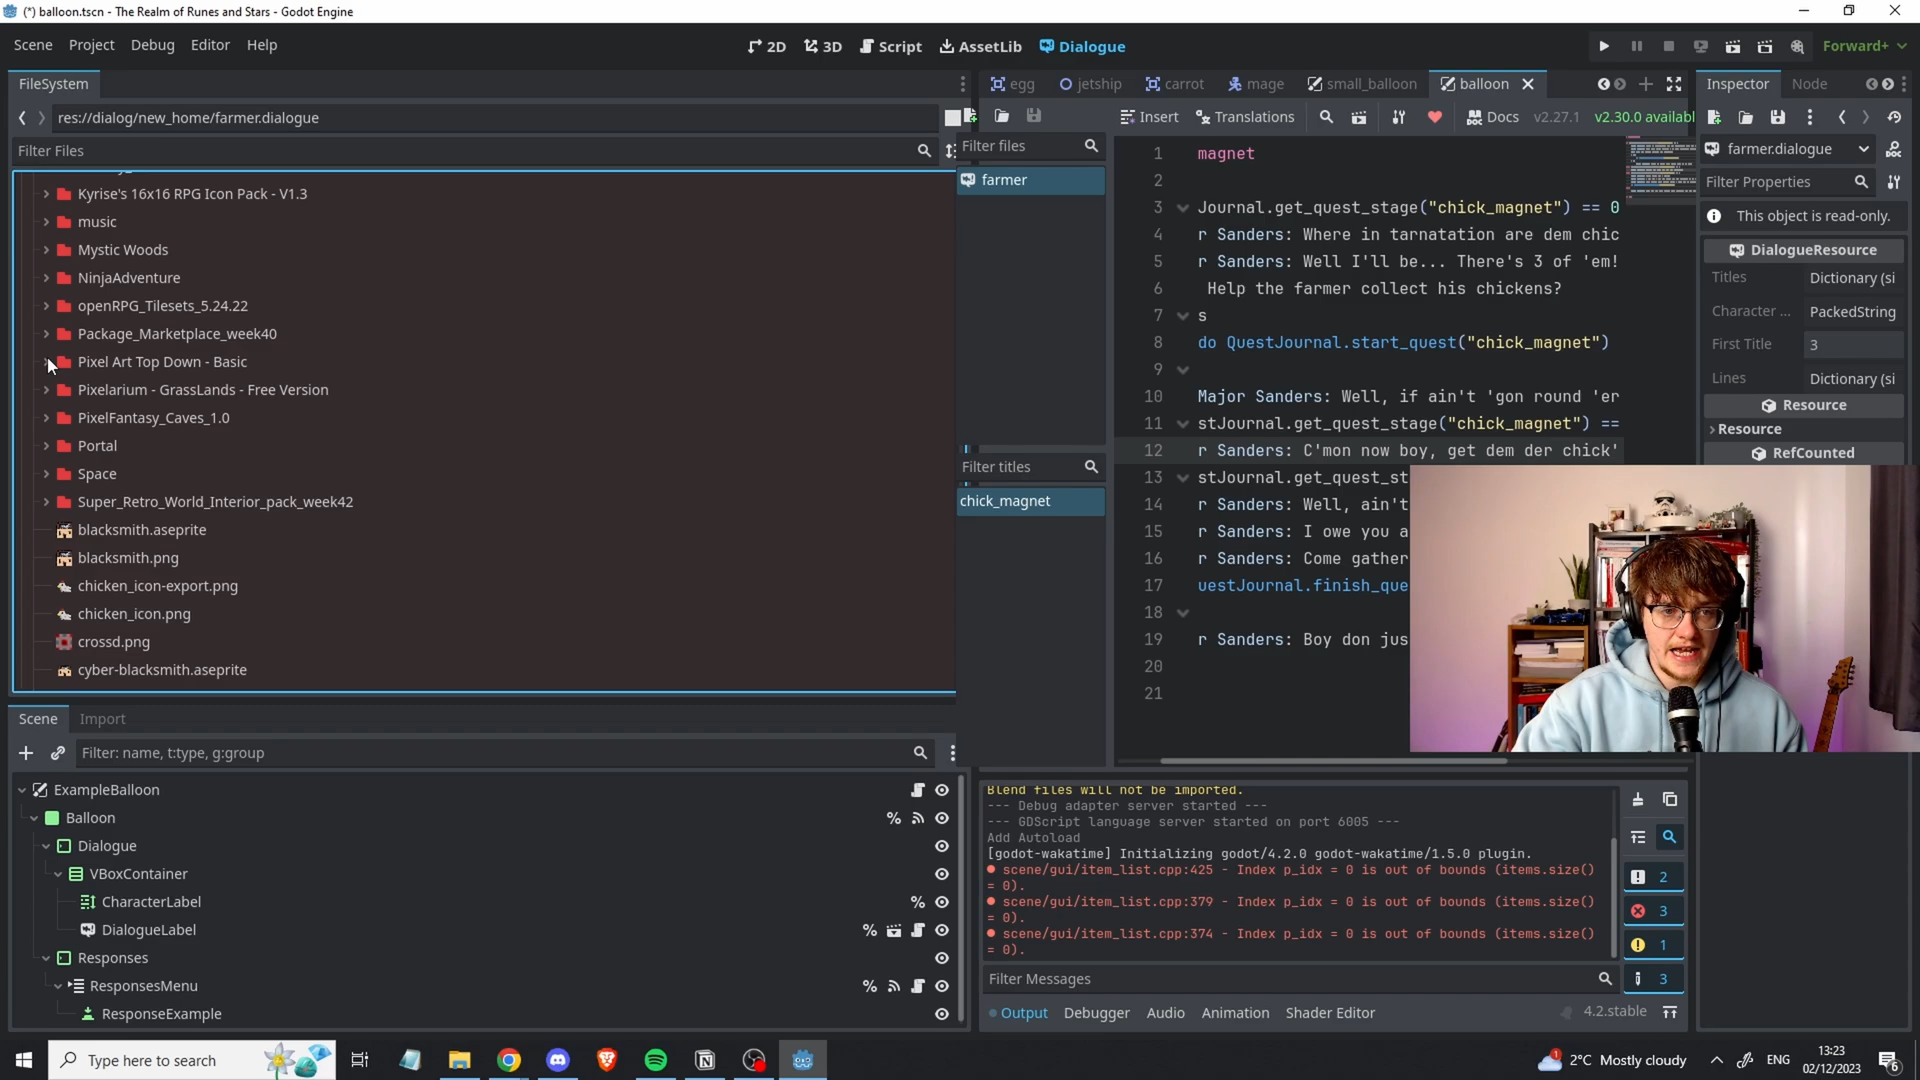 (*) balloon.tscn - The Realm of Runes and Stars - Godot Engine
Scene Project Debug Editor Help
2D 3D Script AssetLib Dialogue
Forward+
FileSystem
res://dialog/new_home/farmer.dialogue
Filter Files
Kyrise's 16x16 RPG Icon Pack - V1.3
music
Mystic Woods
NinjaAdventure
openRPG_Tilesets_5.24.22
Package_Marketplace_week40
Pixel Art Top Down - Basic
Pixelarium - GrassLands - Free Version
PixelFantasy_Caves_1.0
Portal
Space
Super_Retro_World_Interior_pack_week42
blacksmith.aseprite
blacksmith.png
chicken_icon-export.png
chicken_icon.png
crossd.png
cyber-blacksmith.aseprite
Scene Import
Filter: name, t:type, g:group
ExampleBalloon
Balloon
Dialogue
VBoxContainer
CharacterLabel
DialogueLabel
Responses
ResponsesMenu
ResponseExample
egg jetship carrot mage small_balloon balloon
Insert Translations Docs v2.27.1 v2.30.0 availabl
Filter files
farmer
Filter titles
chick_magnet
1 magnet
2
3 Journal.get_quest_stage("chick_magnet") == 0
4 r Sanders: Where in tarnatation are dem chic
5 r Sanders: Well I'll be... There's 3 of 'em!
6 Help the farmer collect his chickens?
7 s
8 do QuestJournal.start_quest("chick_magnet")
9
10 Major Sanders: Well, if ain't 'gon round 'er
11 stJournal.get_quest_stage("chick_magnet") ==
12 r Sanders: C'mon now boy, get dem der chick'
13 stJournal.get_quest_st
14 r Sanders: Well, ain't
15 r Sanders: I owe you a
16 r Sanders: Come gather
17 uestJournal.finish_que
18
19 r Sanders: Boy don jus
20
21
Blend files will not be imported.
--- Debug adapter server started ---
--- GDScript language server started on port 6005 ---
Add Autoload
[godot-wakatime] Initializing godot/4.2.0 godot-wakatime/1.5.0 plugin.
scene/gui/item_list.cpp:425 - Index p_idx = 0 is out of bounds (items.size()
= 0).
scene/gui/item_list.cpp:379 - Index p_idx = 0 is out of bounds (items.size()
= 0).
scene/gui/item_list.cpp:374 - Index p_idx = 0 is out of bounds (items.size()
= 0).
2
3
1
3
Filter Messages
Output Debugger Audio Animation Shader Editor
4.2.stable
Inspector Node
farmer.dialogue
Filter Properties
This object is read-only.
DialogueResource
Titles Dictionary (si
Character ... PackedString
First Title 3
Lines Dictionary (si
Resource
Resource
RefCounted
Type here to search
2°C Mostly cloudy
ENG
13:23
02/12/2023
1
6